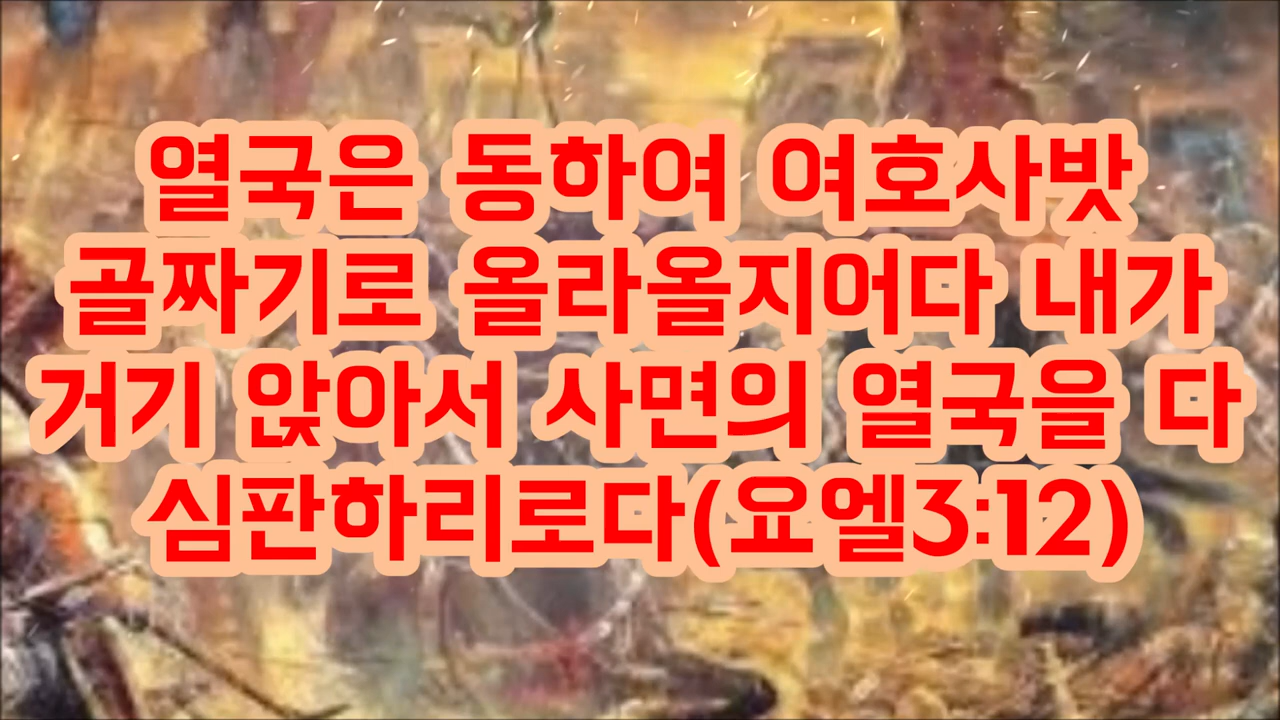 열국은 동하여 여호사밧
골짜기로 올라올지어다 내가
거기 앉아서 사면의 열국을 다
심판하리로다(요엘3:12)